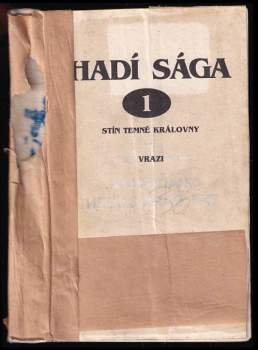 HADÍ SÁGA
1
STÍN TEMNÉ KRÁLOVNY
VRAZI